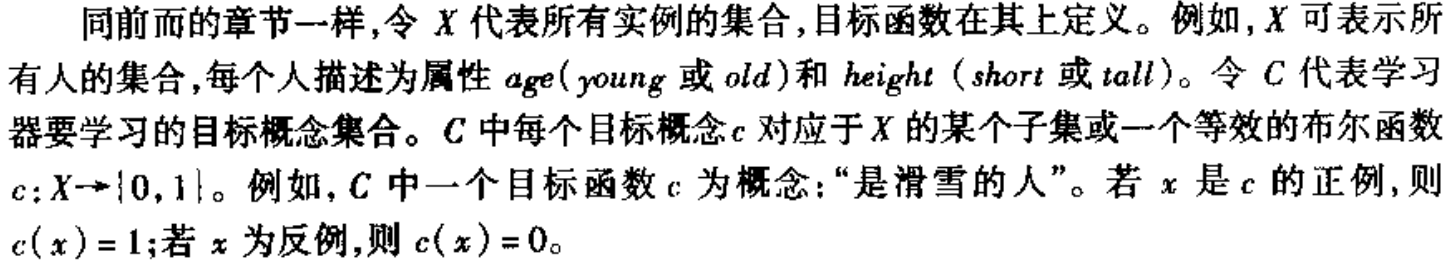 同前面的章节一样,令 X 代表所有实例的集合,目标函数在其上定义。例如,X 可表示所
有人的集合,每个人描述为属性 age(young 或 old)和 height (short 或 tall)。令 C 代表学习
器要学习的目标概念集合。C 中每个目标概念 c 对应于 X 的某个子集或一个等效的布尔函数
c:X→{0,1}。例如,C 中一个目标函数 c 为概念:“是滑雪的人”。若 x 是 c 的正例,则
c(x)=1;若 x 为反例,则 c(x)=0。